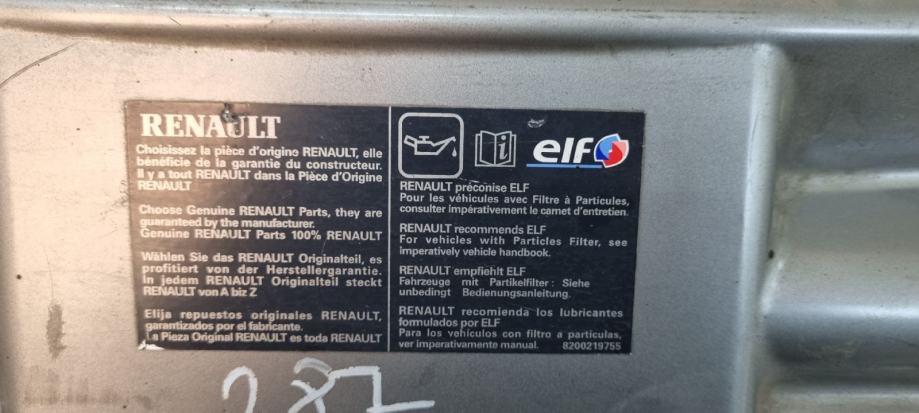 RENAULT
Choisissez la pièce d'origine RENAULT, elle
bénéficie de la garantie du constructeur.
Il y a tout RENAULT dans la Pièce d'Origine
RENAULT
Choose Genuine RENAULT Parts, they are
guaranteed by the manufacturer.
Genuine RENAULT Parts 100% RENAULT
Wählen Sie das RENAULT Originalteil, es
profitiert von der Herstellergarantie.
In jedem RENAULT Originalteil steckt
RENAULT von A biz Z
Elija repuestos originales RENAULT,
garantizados por el fabricante.
La Pieza Original RENAULT es toda RENAULT
elf
RENAULT préconise ELF
Pour les véhicules avec Filtre à Particules,
consulter impérativement le carnet d'entretien.
RENAULT recommends ELF
For vehicles with Particles Filter, see
imperatively vehicle handbook.
RENAULT empfiehlt ELF
Fahrzeuge mit Partikelfilter : Siehe
unbedingt Bedienungsanleitung.
RENAULT recomienda los lubricantes
formulados por ELF
Para los vehículos con filtro a particulas,
ver imperativamente manual. 8200219755
287